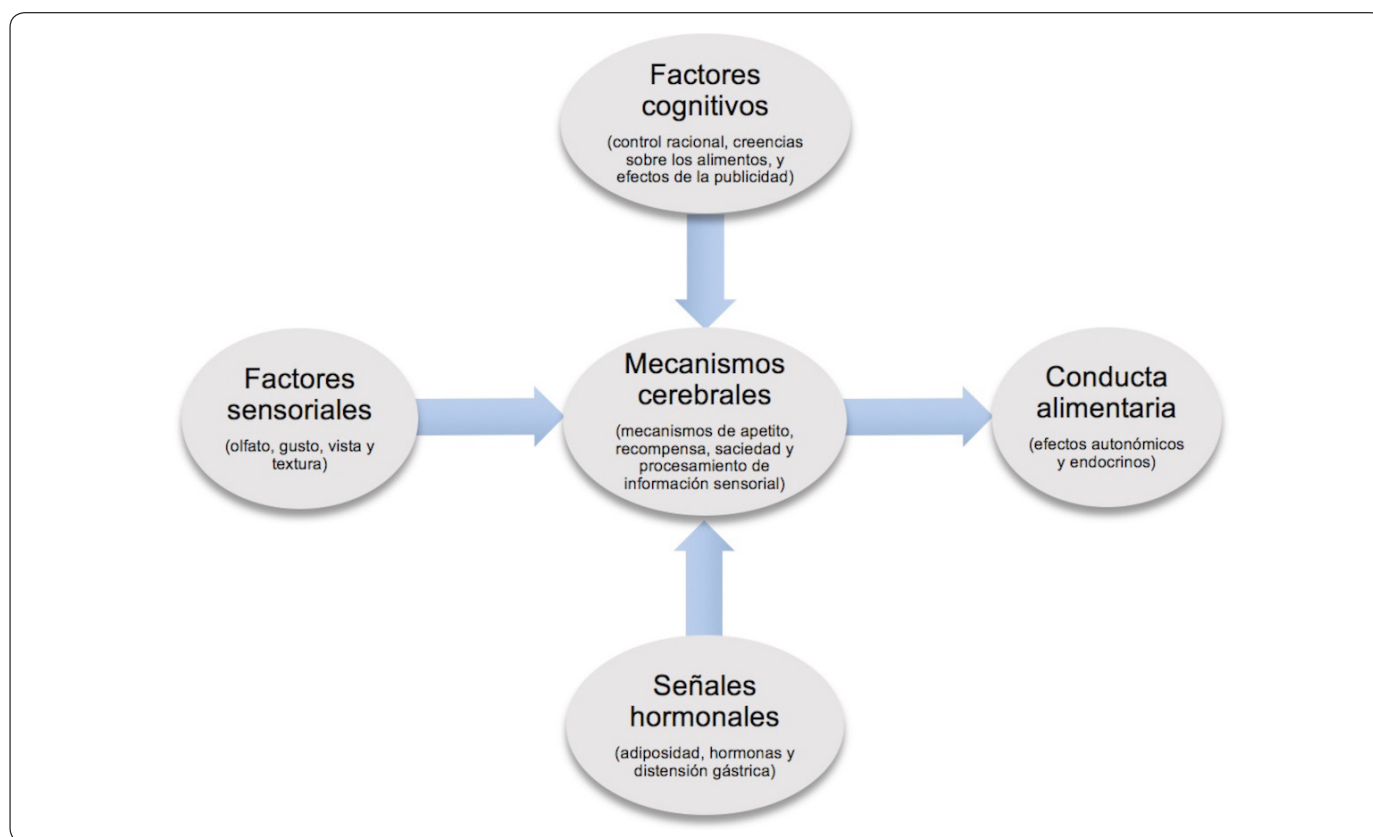 Factores
cognitivos
(control racional, creencias
sobre los alimentos, y
efectos de la publicidad)
Factores
sensoriales
(olfato, gusto, vista y
textura)
Mecanismos
cerebrales
(mecanismos de apetito,
recompensa, saciedad y
procesamiento de
información sensorial)
Conducta
alimentaria
(efectos autonómicos
y endocrinos)
Señales
hormonales
(adiposidad, hormonas y
distensión gástrica)